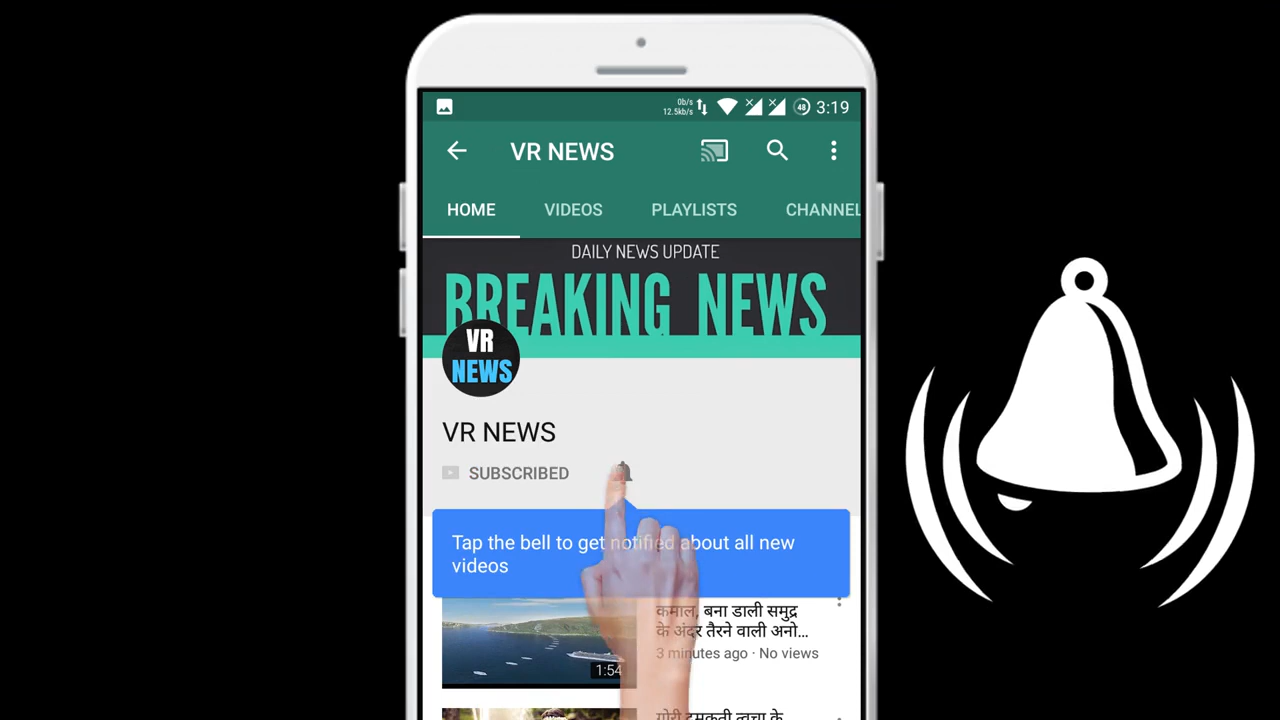 0b/s
12.5kb/s
48
3:19
VR NEWS
HOME VIDEOS PLAYLISTS CHANNEL
DAILY NEWS UPDATE
BREAKING NEWS
VR
NEWS
VR NEWS
SUBSCRIBED
Tap the bell to get notified about all new
videos
कमाल, बना डाली समुद्र
के अंदर तैरने वाली अनो...
3 minutes ago · No views
1:54
गोरी दमकती त्वचा के